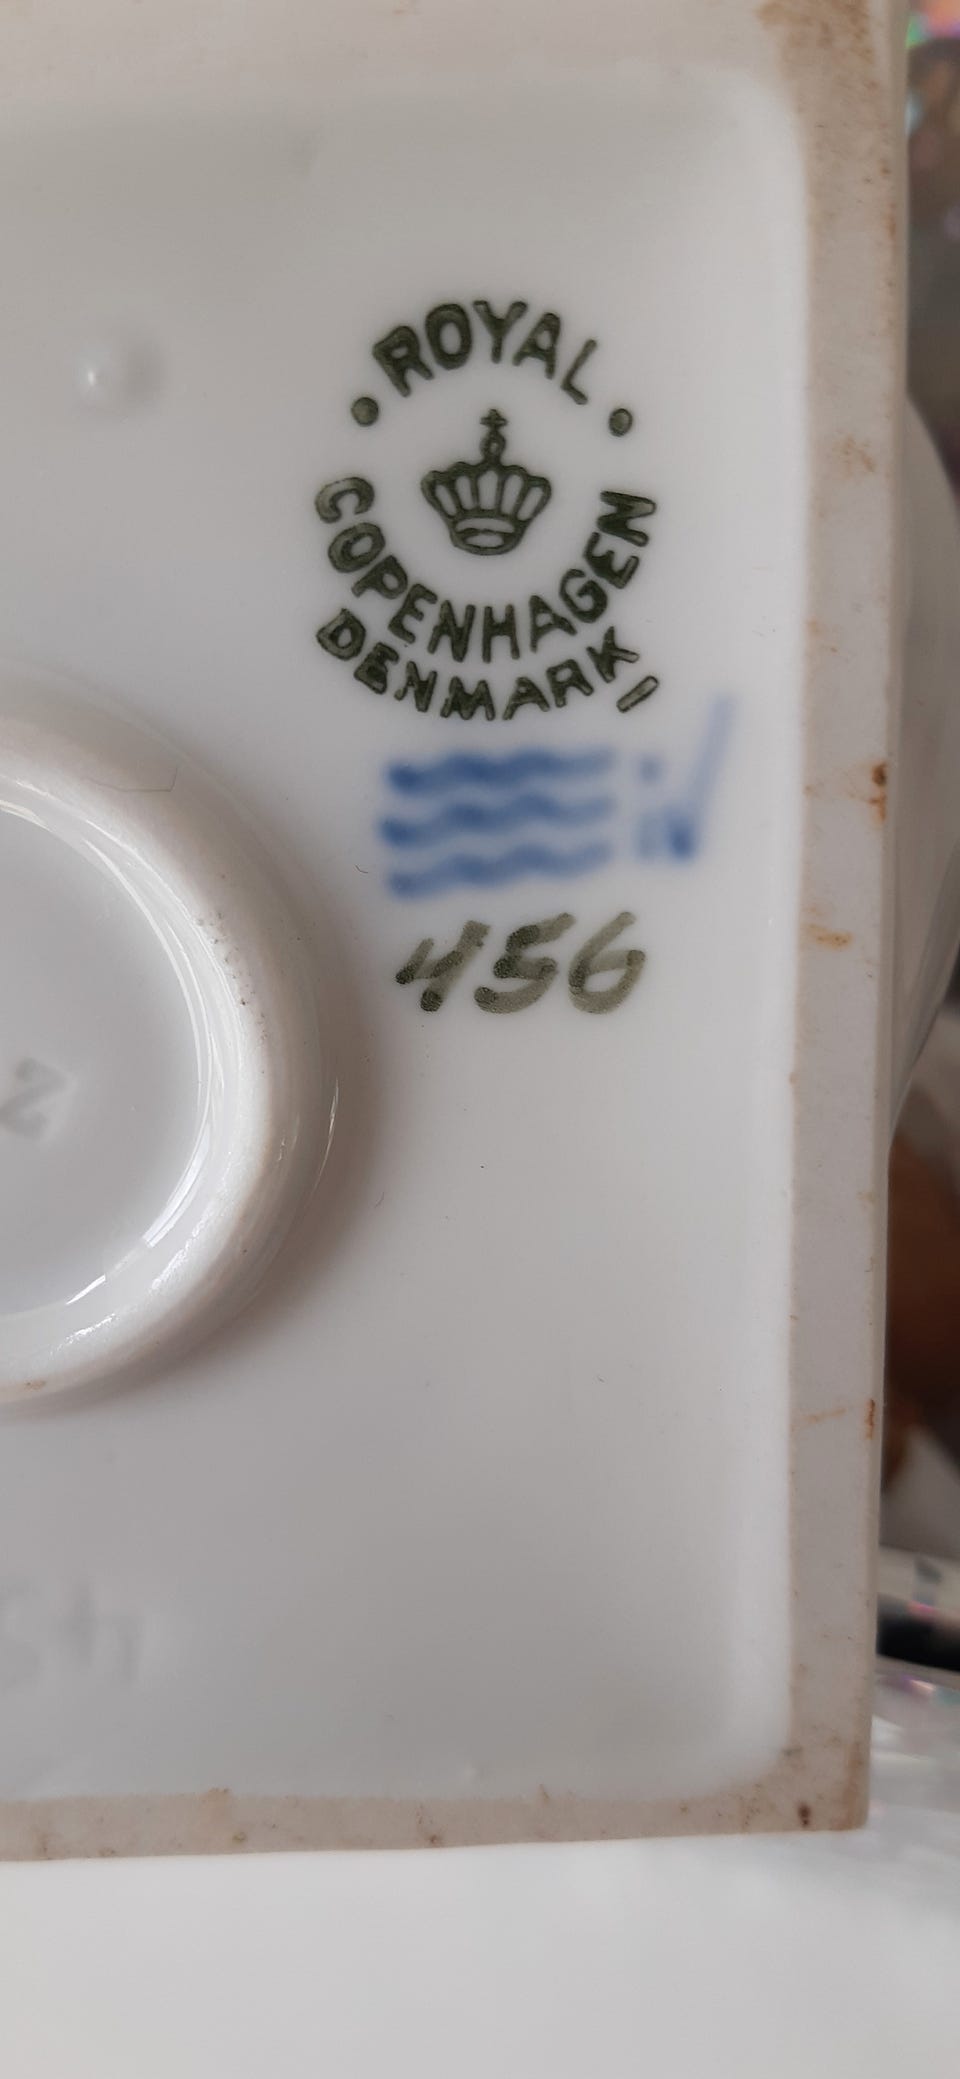 ROYAL
COPENHAGEN
DENMARK
456
Z